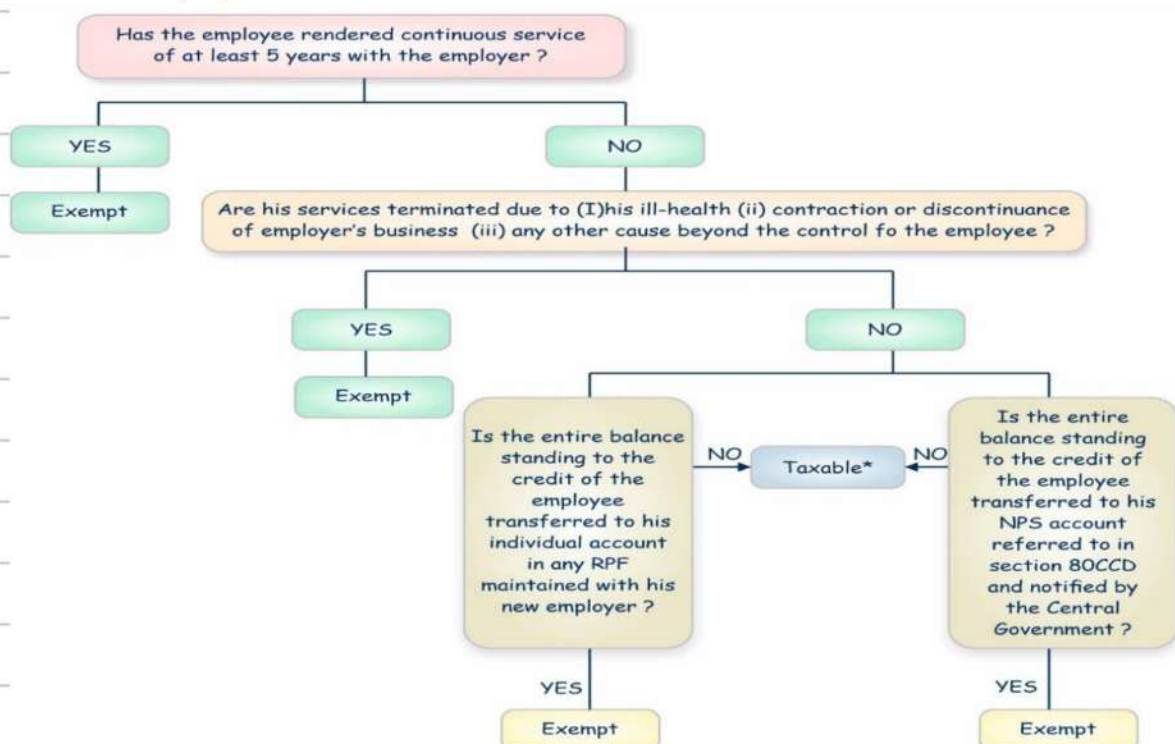 Has the employee rendered continuous service
of at least 5 years with the employer ?
YES
NO
Exempt
Are his services terminated due to (I)his ill-health (ii) contraction or discontinuance
of employer's business (iii) any other cause beyond the control fo the employee ?
YES
NO
Exempt
Is the entire balance
standing to the
credit of the
employee
transferred to his
individual account
in any RPF
maintained with his
new employer ?
NO
Taxable*
NO
Is the entire
balance standing
to the credit of
the employee
transferred to his
NPS account
referred to in
section 80CCD
and notified by
the Central
Government ?
YES
YES
Exempt
Exempt